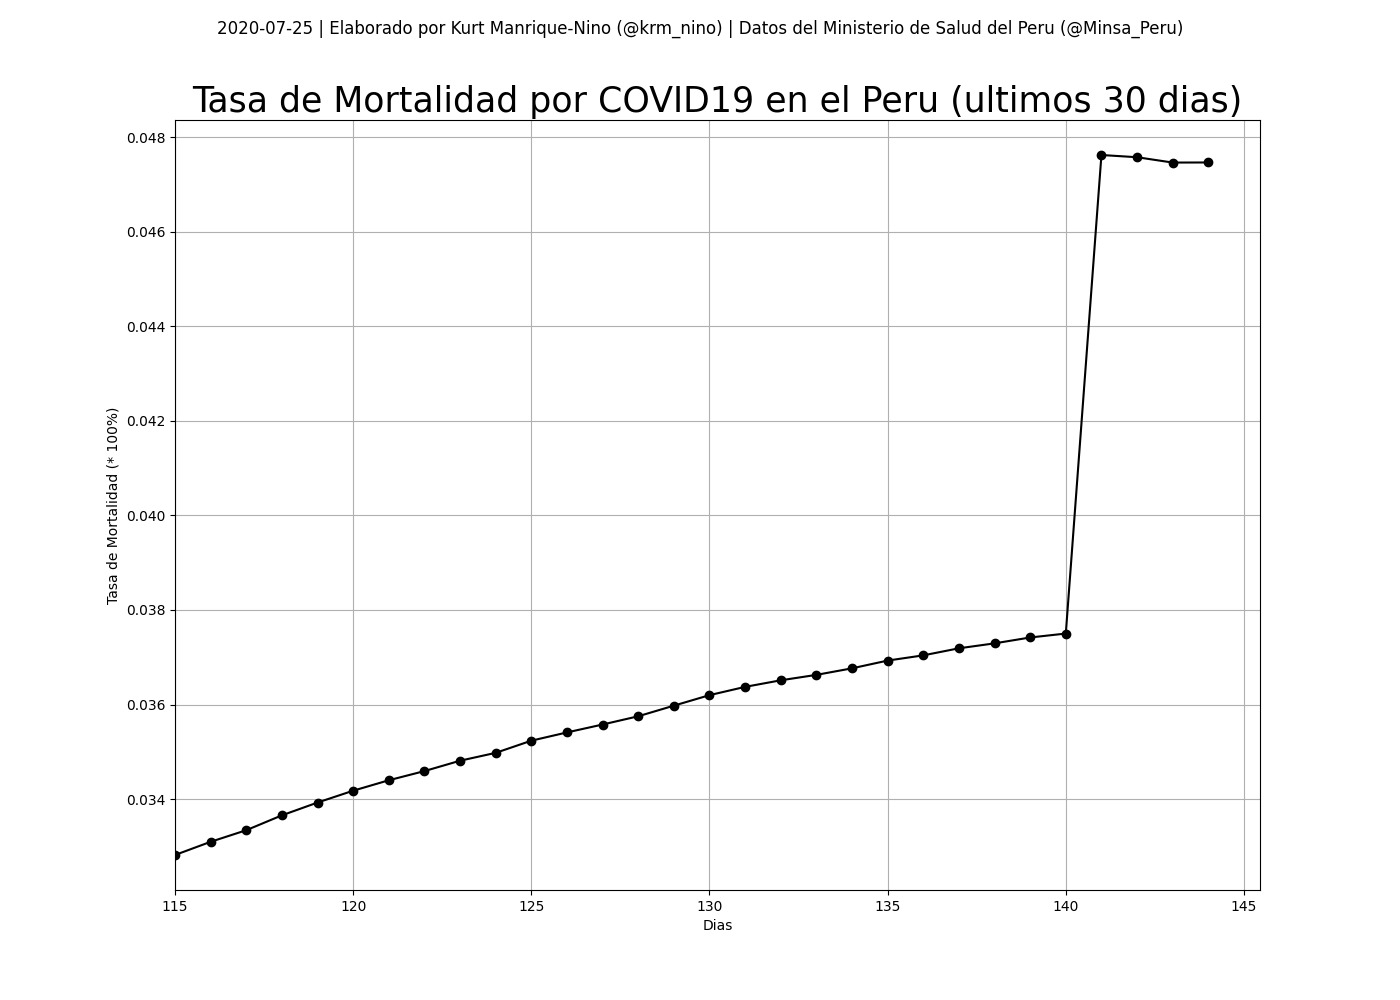 2020-07-25 | Elaborado por Kurt Manrique-Nino (@krm_nino) | Datos del Ministerio de Salud del Peru (@Minsa_Peru)
Tasa de Mortalidad por COVID19 en el Peru (ultimos 30 dias)
0.048
0.046
0.044
0.042
0.040
0.038
0.036
0.034
Tasa de Mortalidad (* 100%)
115 120 125 130 135 140 145
Dias